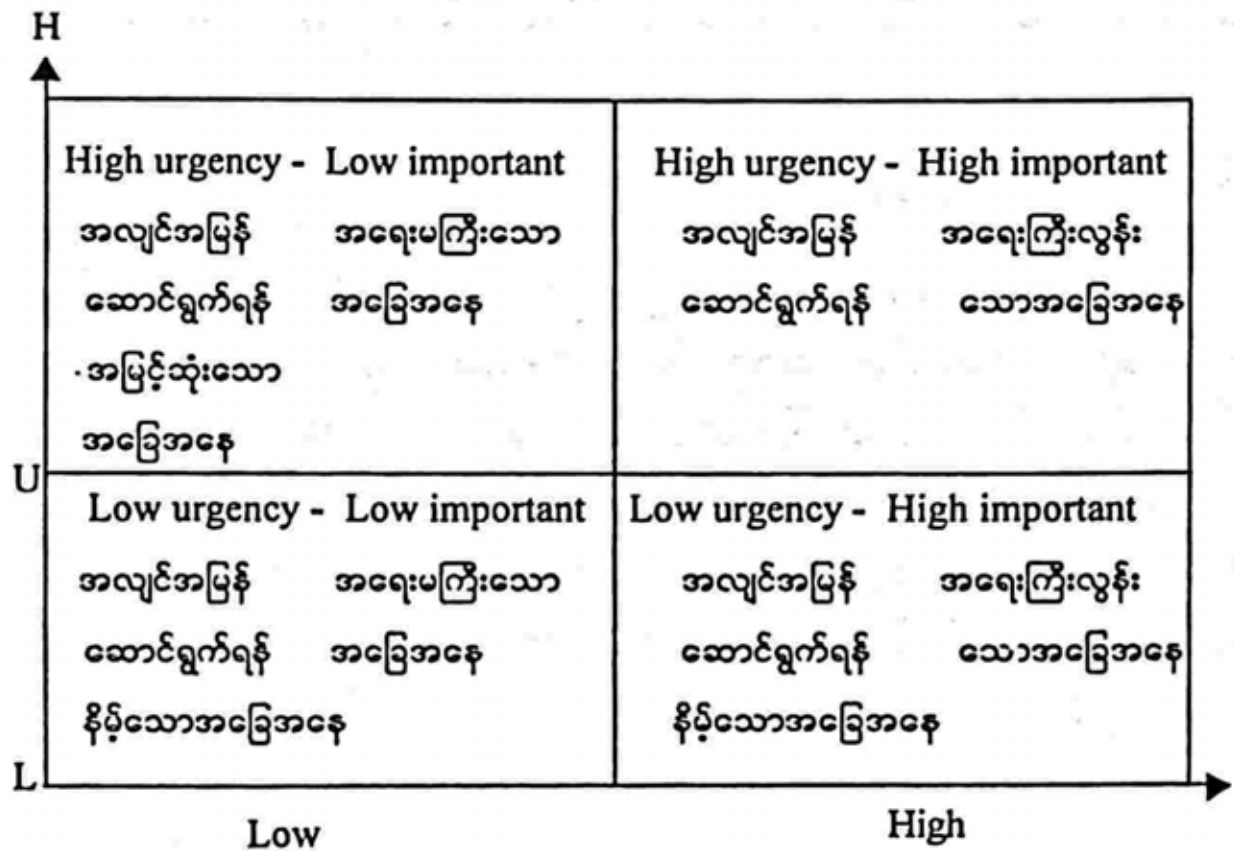 H
High urgency - Low important
အလျင်အမြန် အရေးမကြီးသော
ဆောင်ရွက်ရန် အခြေအနေ
အမြင့်ဆုံးသော
အခြေအနေ
High urgency - High important
အလျင်အမြန် အရေးကြီးလွန်း
ဆောင်ရွက်ရန် သောအခြေအနေ
U
Low urgency - Low important
အလျင်အမြန် အရေးမကြီးသော
ဆောင်ရွက်ရန် အခြေအနေ
နိမ့်သောအခြေအနေ
Low urgency - High important
အလျင်အမြန် အရေးကြီးလွန်း
ဆောင်ရွက်ရန် သောအခြေအနေ
နိမ့်သောအခြေအနေ
L
Low
High